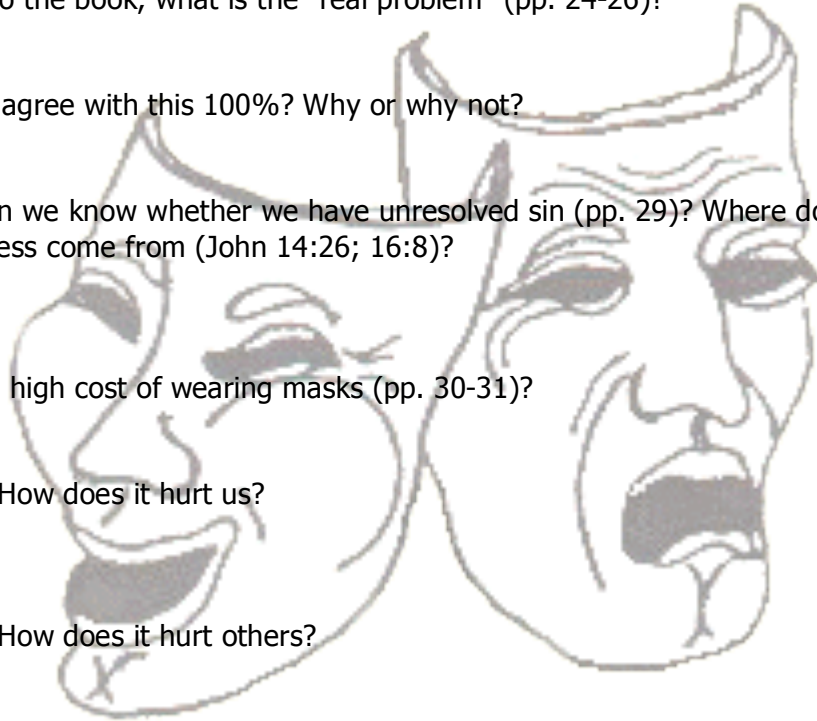 o the book, what is the "real problem" (pp. 24-26)?
agree with this 100%? Why or why not?
n we know whether we have unresolved sin (pp. 29)? Where do
ess come from (John 14:26; 16:8)?
high cost of wearing masks (pp. 30-31)?
How does it hurt us?
How does it hurt others?